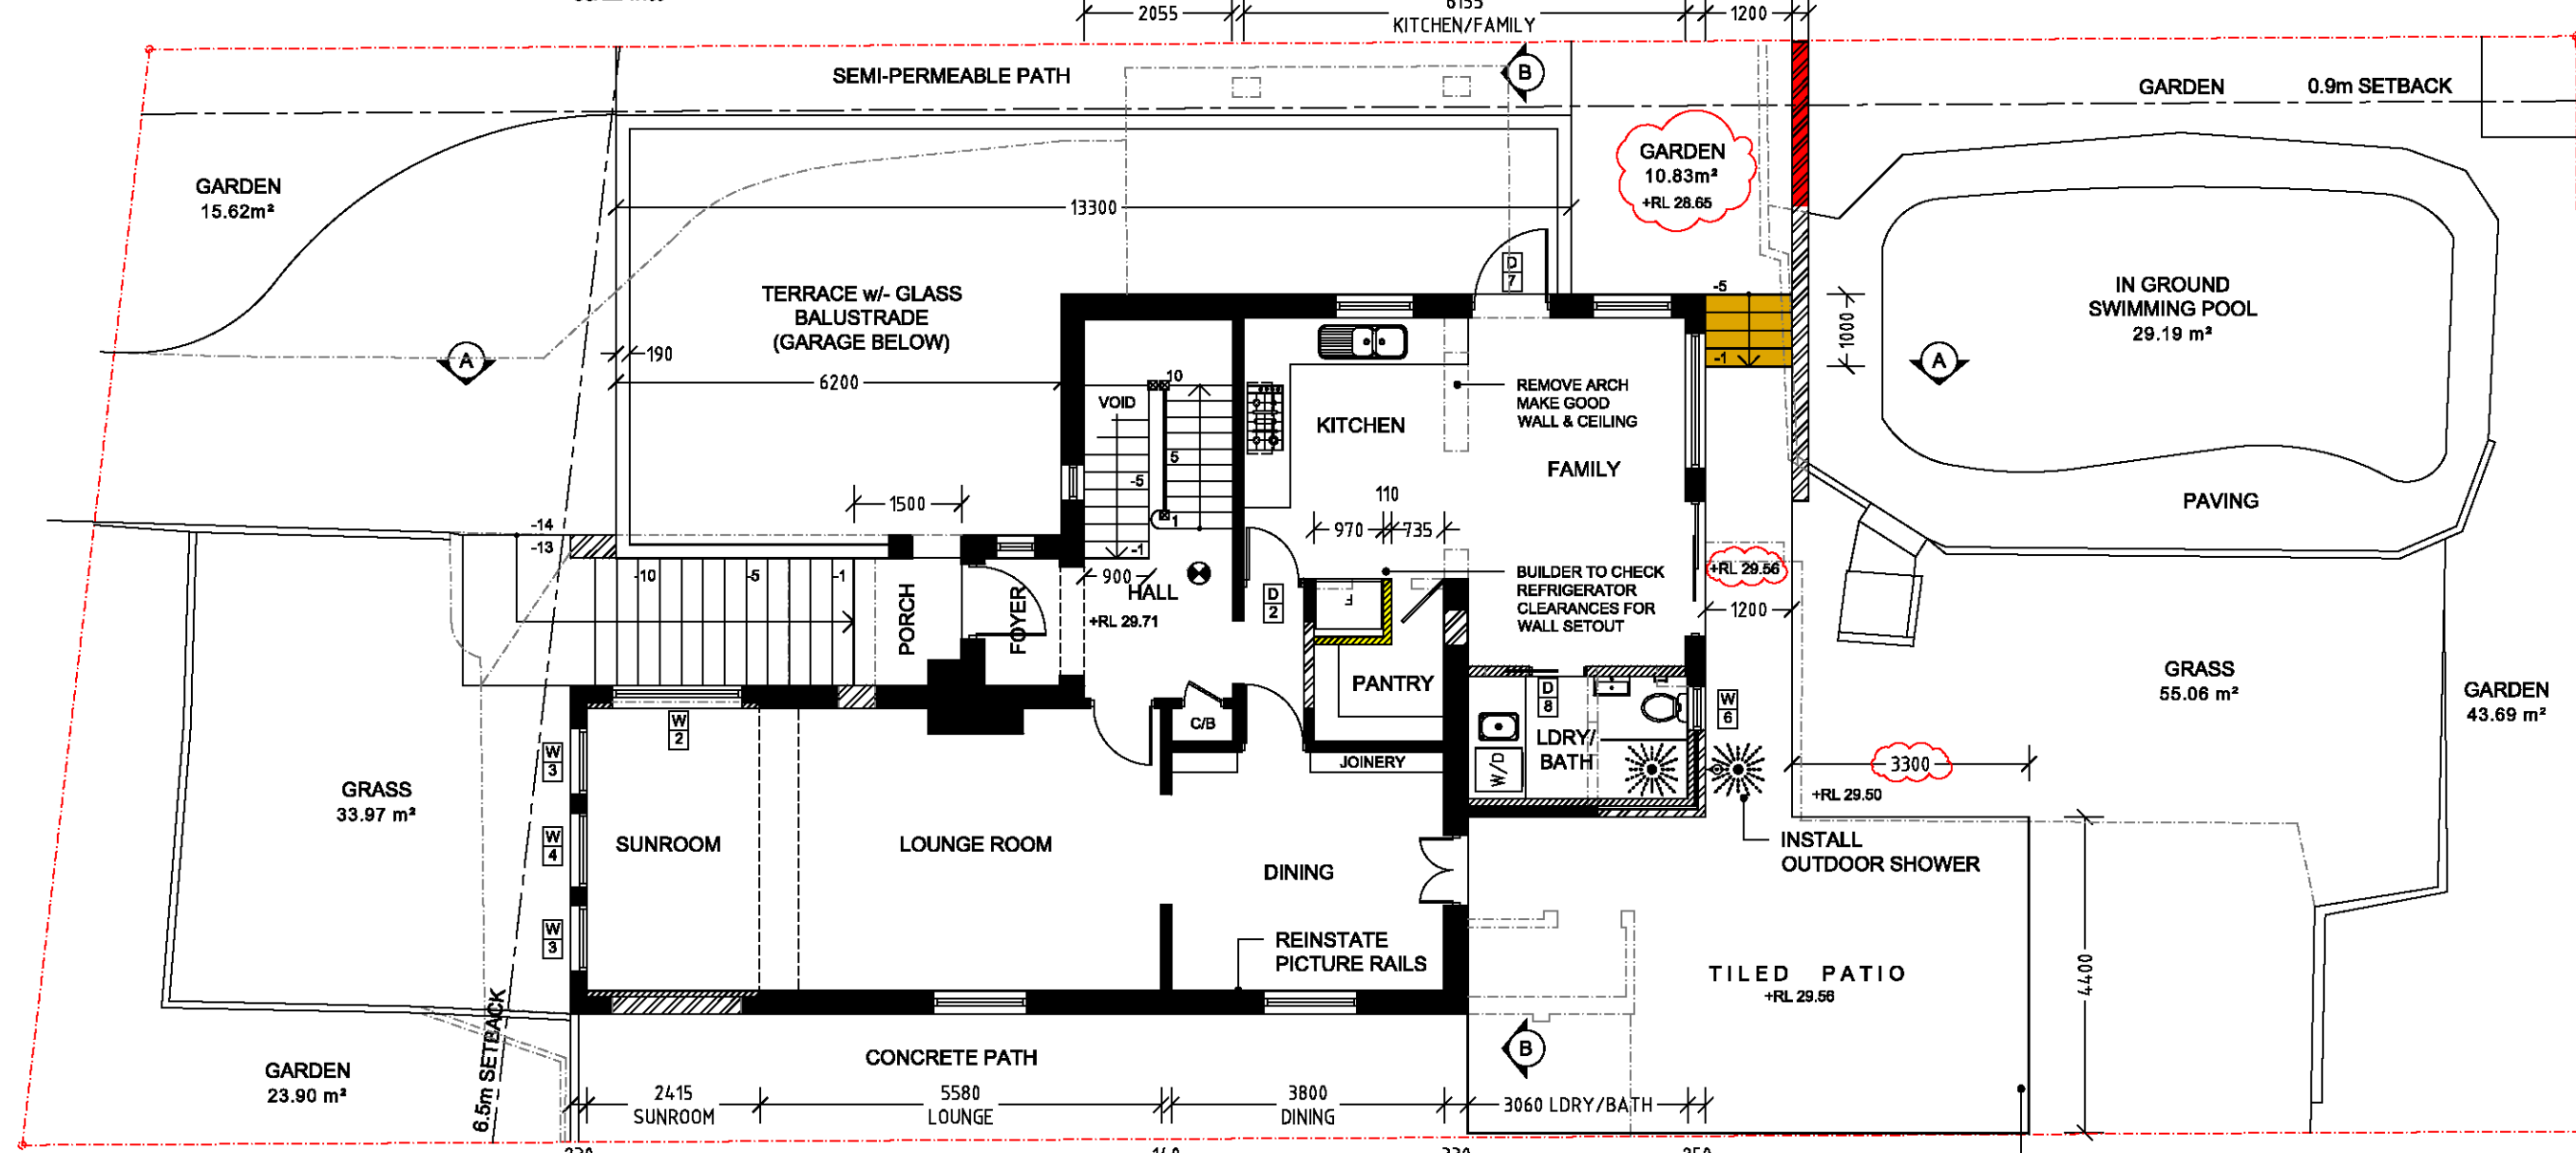 2055
6155
1200
KITCHEN/FAMILY
SEMI-PERMEABLE PATH
B
GARDEN
0.9m SETBACK
GARDEN
15.62m²
GARDEN
10.83m²
+RL 28.65
13300
D
7
-5
1000
-1
IN GROUND
SWIMMING POOL
29.19 m²
TERRACE w/- GLASS
BALUSTRADE
(GARAGE BELOW)
A
190
6200
A
VOID
10
5
-5
1
-1
KITCHEN
REMOVE ARCH
MAKE GOOD
WALL & CEILING
FAMILY
110
970
735
1500
PAVING
-14
-13
-10
-5
-1
PORCH
FOYER
900
HALL
+RL 29.71
D
2
F
BUILDER TO CHECK
REFRIGERATOR
CLEARANCES FOR
WALL SETOUT
+RL 29.56
1200
PANTRY
GRASS
55.06 m²
GARDEN
43.69 m²
W
2
C/B
D
8
W
6
LDRY/
BATH
W/D
JOINERY
3300
+RL 29.50
W
3
GRASS
33.97 m²
W
4
SUNROOM
LOUNGE ROOM
DINING
INSTALL
OUTDOOR SHOWER
W
3
REINSTATE
PICTURE RAILS
TILED PATIO
+RL 29.56
4400
6.5m SETBACK
B
CONCRETE PATH
GARDEN
23.90 m²
2415
SUNROOM
5580
LOUNGE
3800
DINING
3060 LDRY/BATH